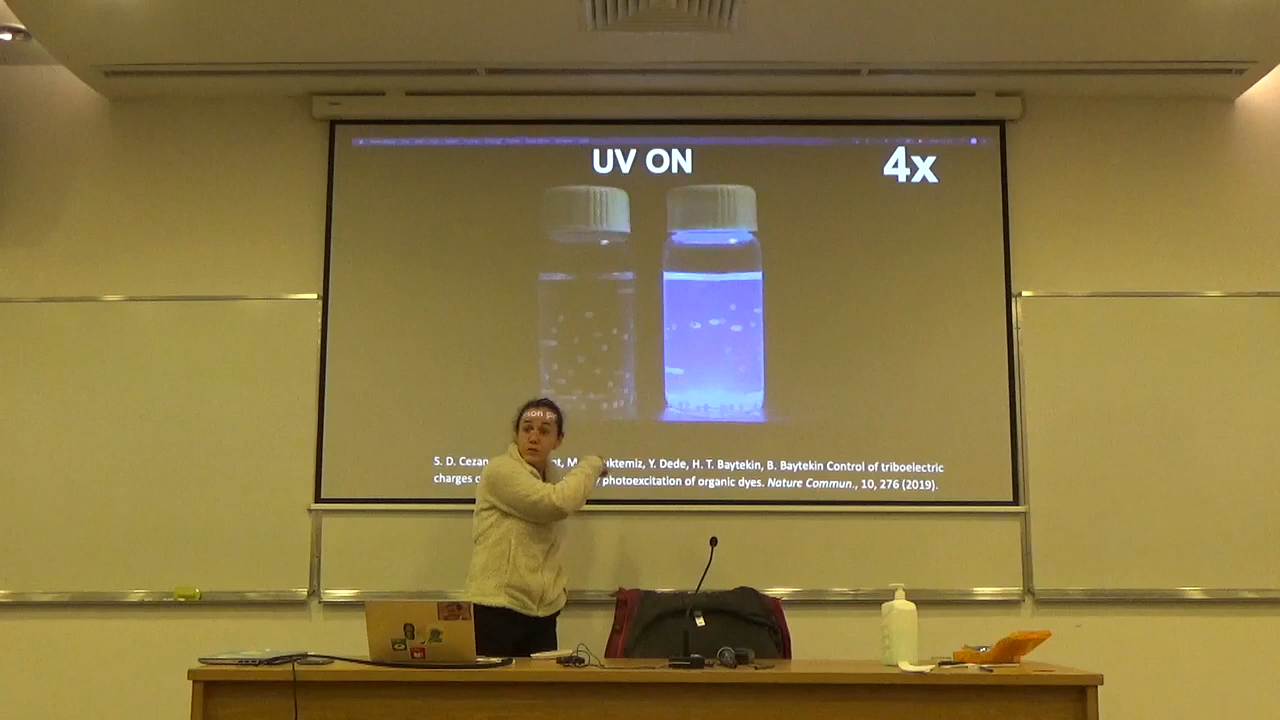 UV ON
4x
S. D. Cezan, M. Buktemiz, Y. Dede, H. T. Baytekin, B. Baytekin Control of triboelectric
charges photoexcitation of organic dyes. Nature Commun., 10, 276 (2019).